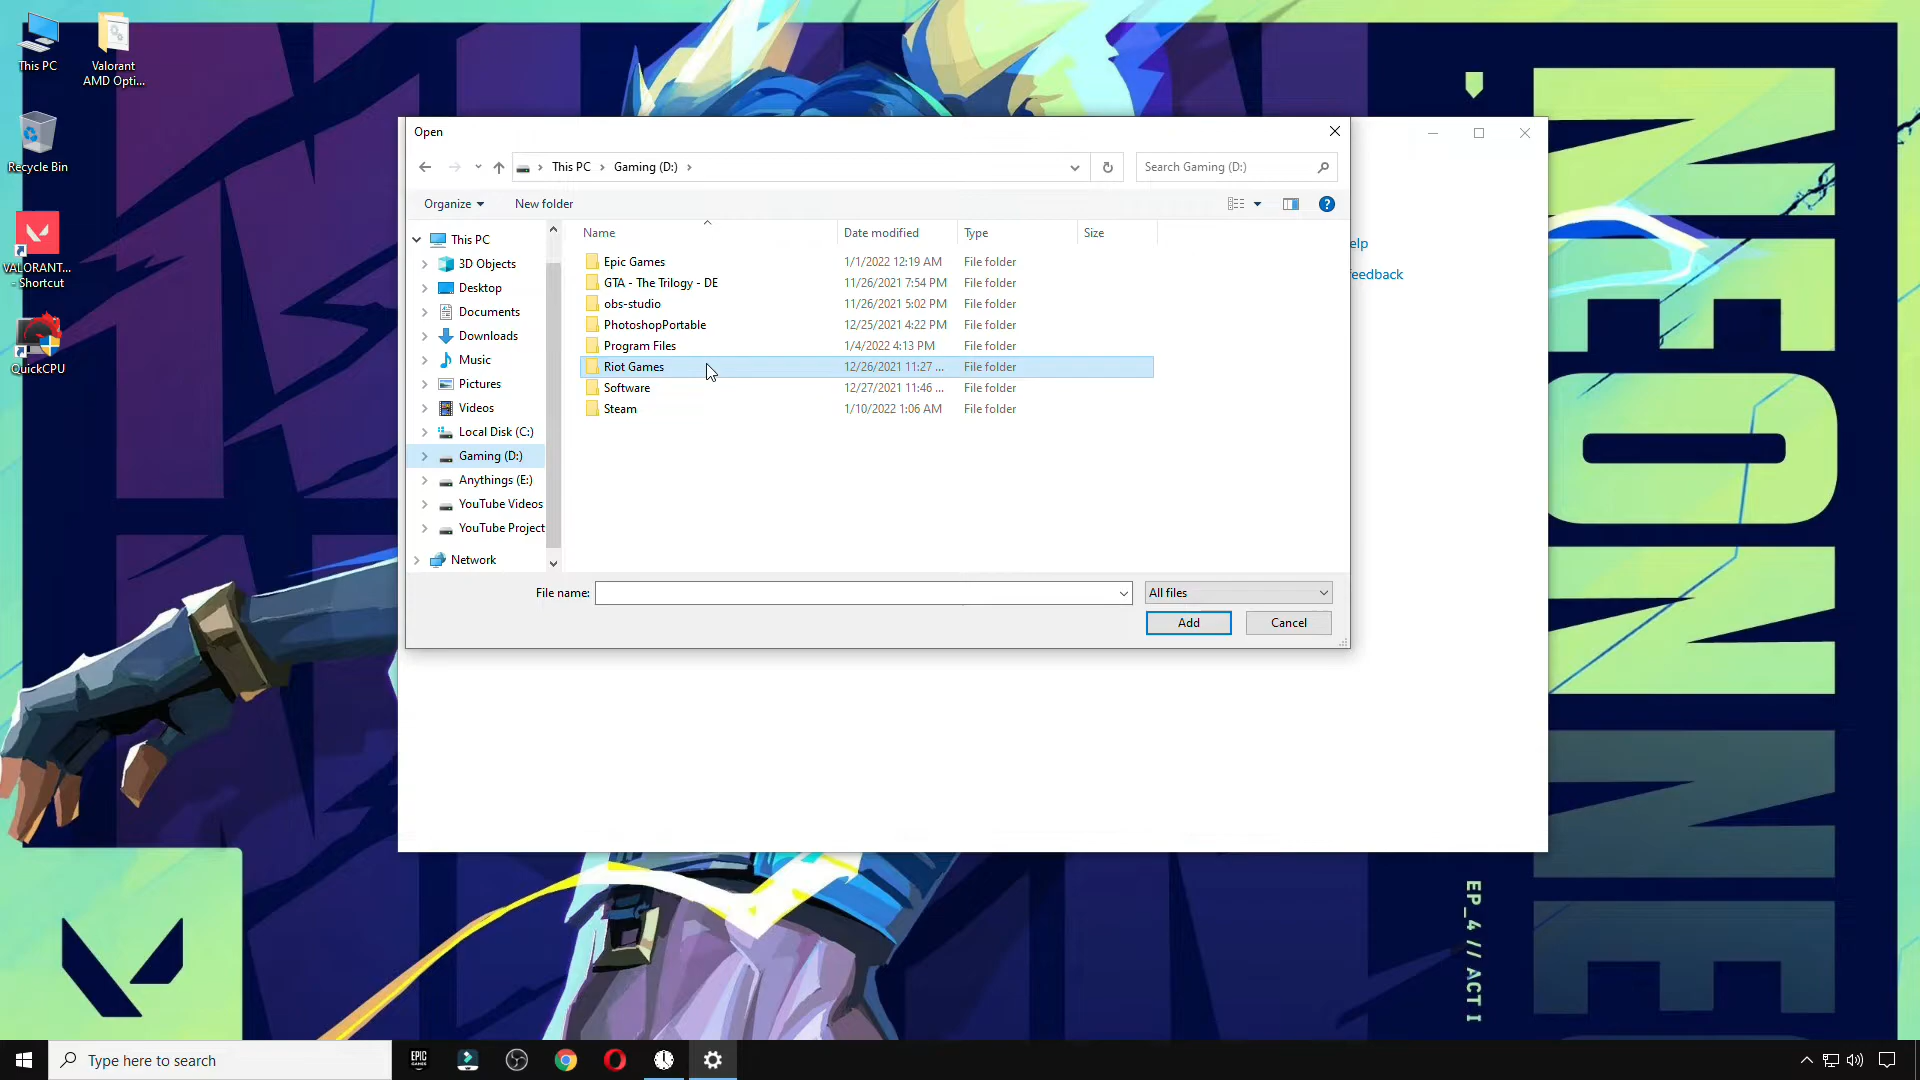 This PC
Valorant
AMD Opti...
Recycle Bin
VALORANT...
- Shortcut
QuickCPU
Open
This PC
Gaming (D:)
Search Gaming (D:)
Organize
New folder
?
Name
Date modified
Type
Size
Epic Games
1/1/2022 12:19 AM
File folder
GTA - The Trilogy - DE
11/26/2021 7:54 PM
File folder
obs-studio
11/26/2021 5:02 PM
File folder
PhotoshopPortable
12/25/2021 4:22 PM
File folder
Program Files
1/4/2022 4:13 PM
File folder
Riot Games
12/26/2021 11:27 ...
File folder
Software
12/27/2021 11:46 ...
File folder
Steam
1/10/2022 1:06 AM
File folder
This PC
3D Objects
Desktop
Documents
Downloads
Music
Pictures
Videos
Local Disk (C:)
Gaming (D:)
Anythings (E:)
YouTube Videos
YouTube Project
Network
File name:
All files
Add
Cancel
elp
feedback
NEON
NE
EP_4 // ACT I
Type here to search
EPIC
GAMES